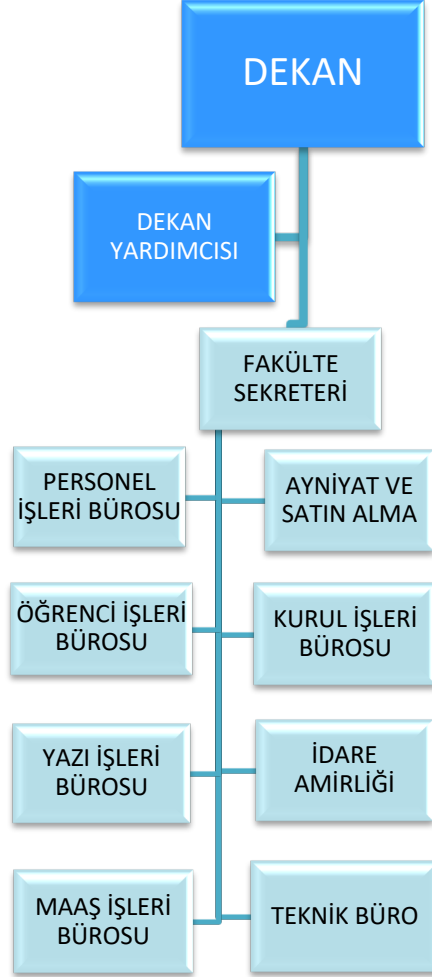 DEKAN
DEKAN
YARDIMCISI
FAKÜLTE
SEKRETERİ
PERSONEL
İŞLERİ BÜROSU
AYNİYAT VE
SATIN ALMA
ÖĞRENCİ İŞLERİ
BÜROSU
KURUL İŞLERİ
BÜROSU
YAZI İŞLERİ
BÜROSU
İDARE
AMİRLİĞİ
MAAŞ İŞLERİ
BÜROSU
TEKNİK BÜRO